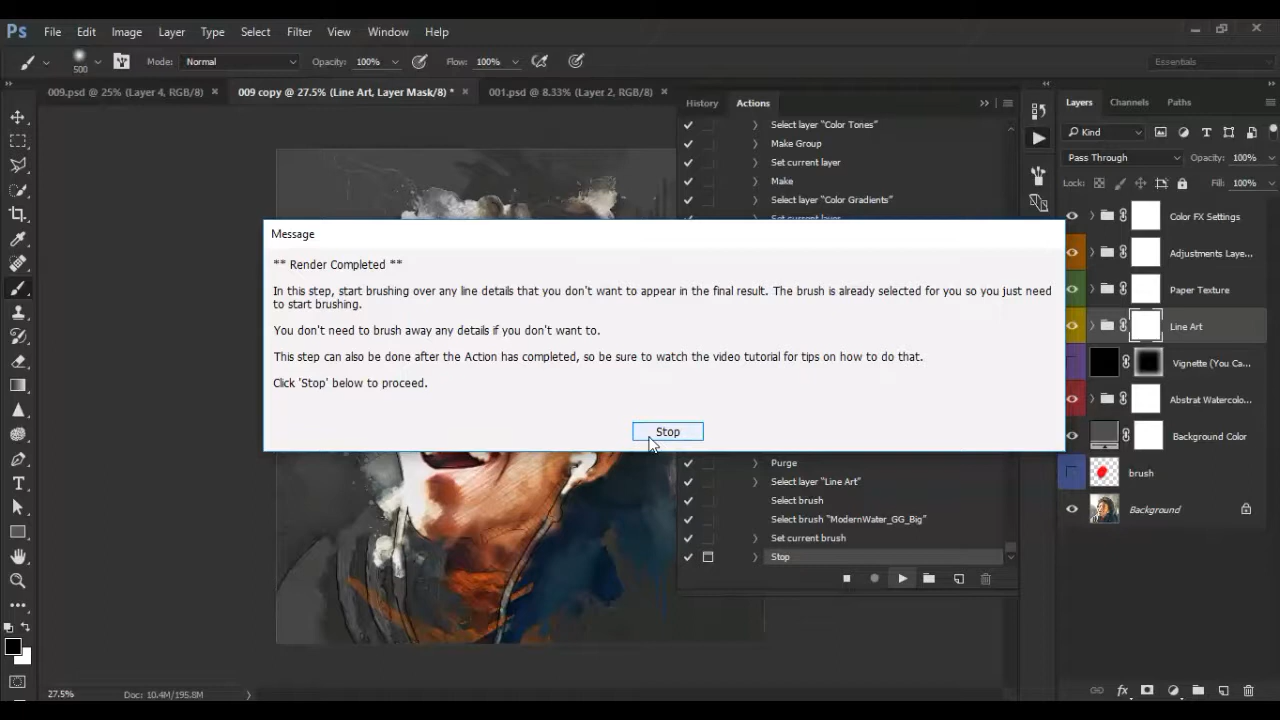 Ps File Edit Image Layer Type Select Filter View Window Help
500 Mode: Normal Opacity: 100% Flow: 100% Essentials
009.psd @ 25% (Layer 4, RGB/8) × 009 copy @ 27.5% (Line Art, Layer Mask/8) * × 001.psd @ 8.33% (Layer 2, RGB/8) ×
History Actions
Layers Channels Paths
Select layer "Color Tones"
Kind
Make Group
Pass Through Opacity: 100%
Set current layer
Make
Lock: Fill: 100%
Select layer "Color Gradients"
Set current layer
Color FX Settings
Message
Adjustments Laye...
** Render Completed **
In this step, start brushing over any line details that you don't want to appear in the final result. The brush is already selected for you so you just need
to start brushing.
Paper Texture
You don't need to brush away any details if you don't want to.
Line Art
This step can also be done after the Action has completed, so be sure to watch the video tutorial for tips on how to do that.
Vignette (You Ca...
Click 'Stop' below to proceed.
Abstrat Watercolo...
Stop
Background Color
Purge
brush
Select layer "Line Art"
Select brush
Background
Select brush "ModernWater_GG_Big"
Set current brush
Stop
27.5% Doc: 10.4M/195.8M